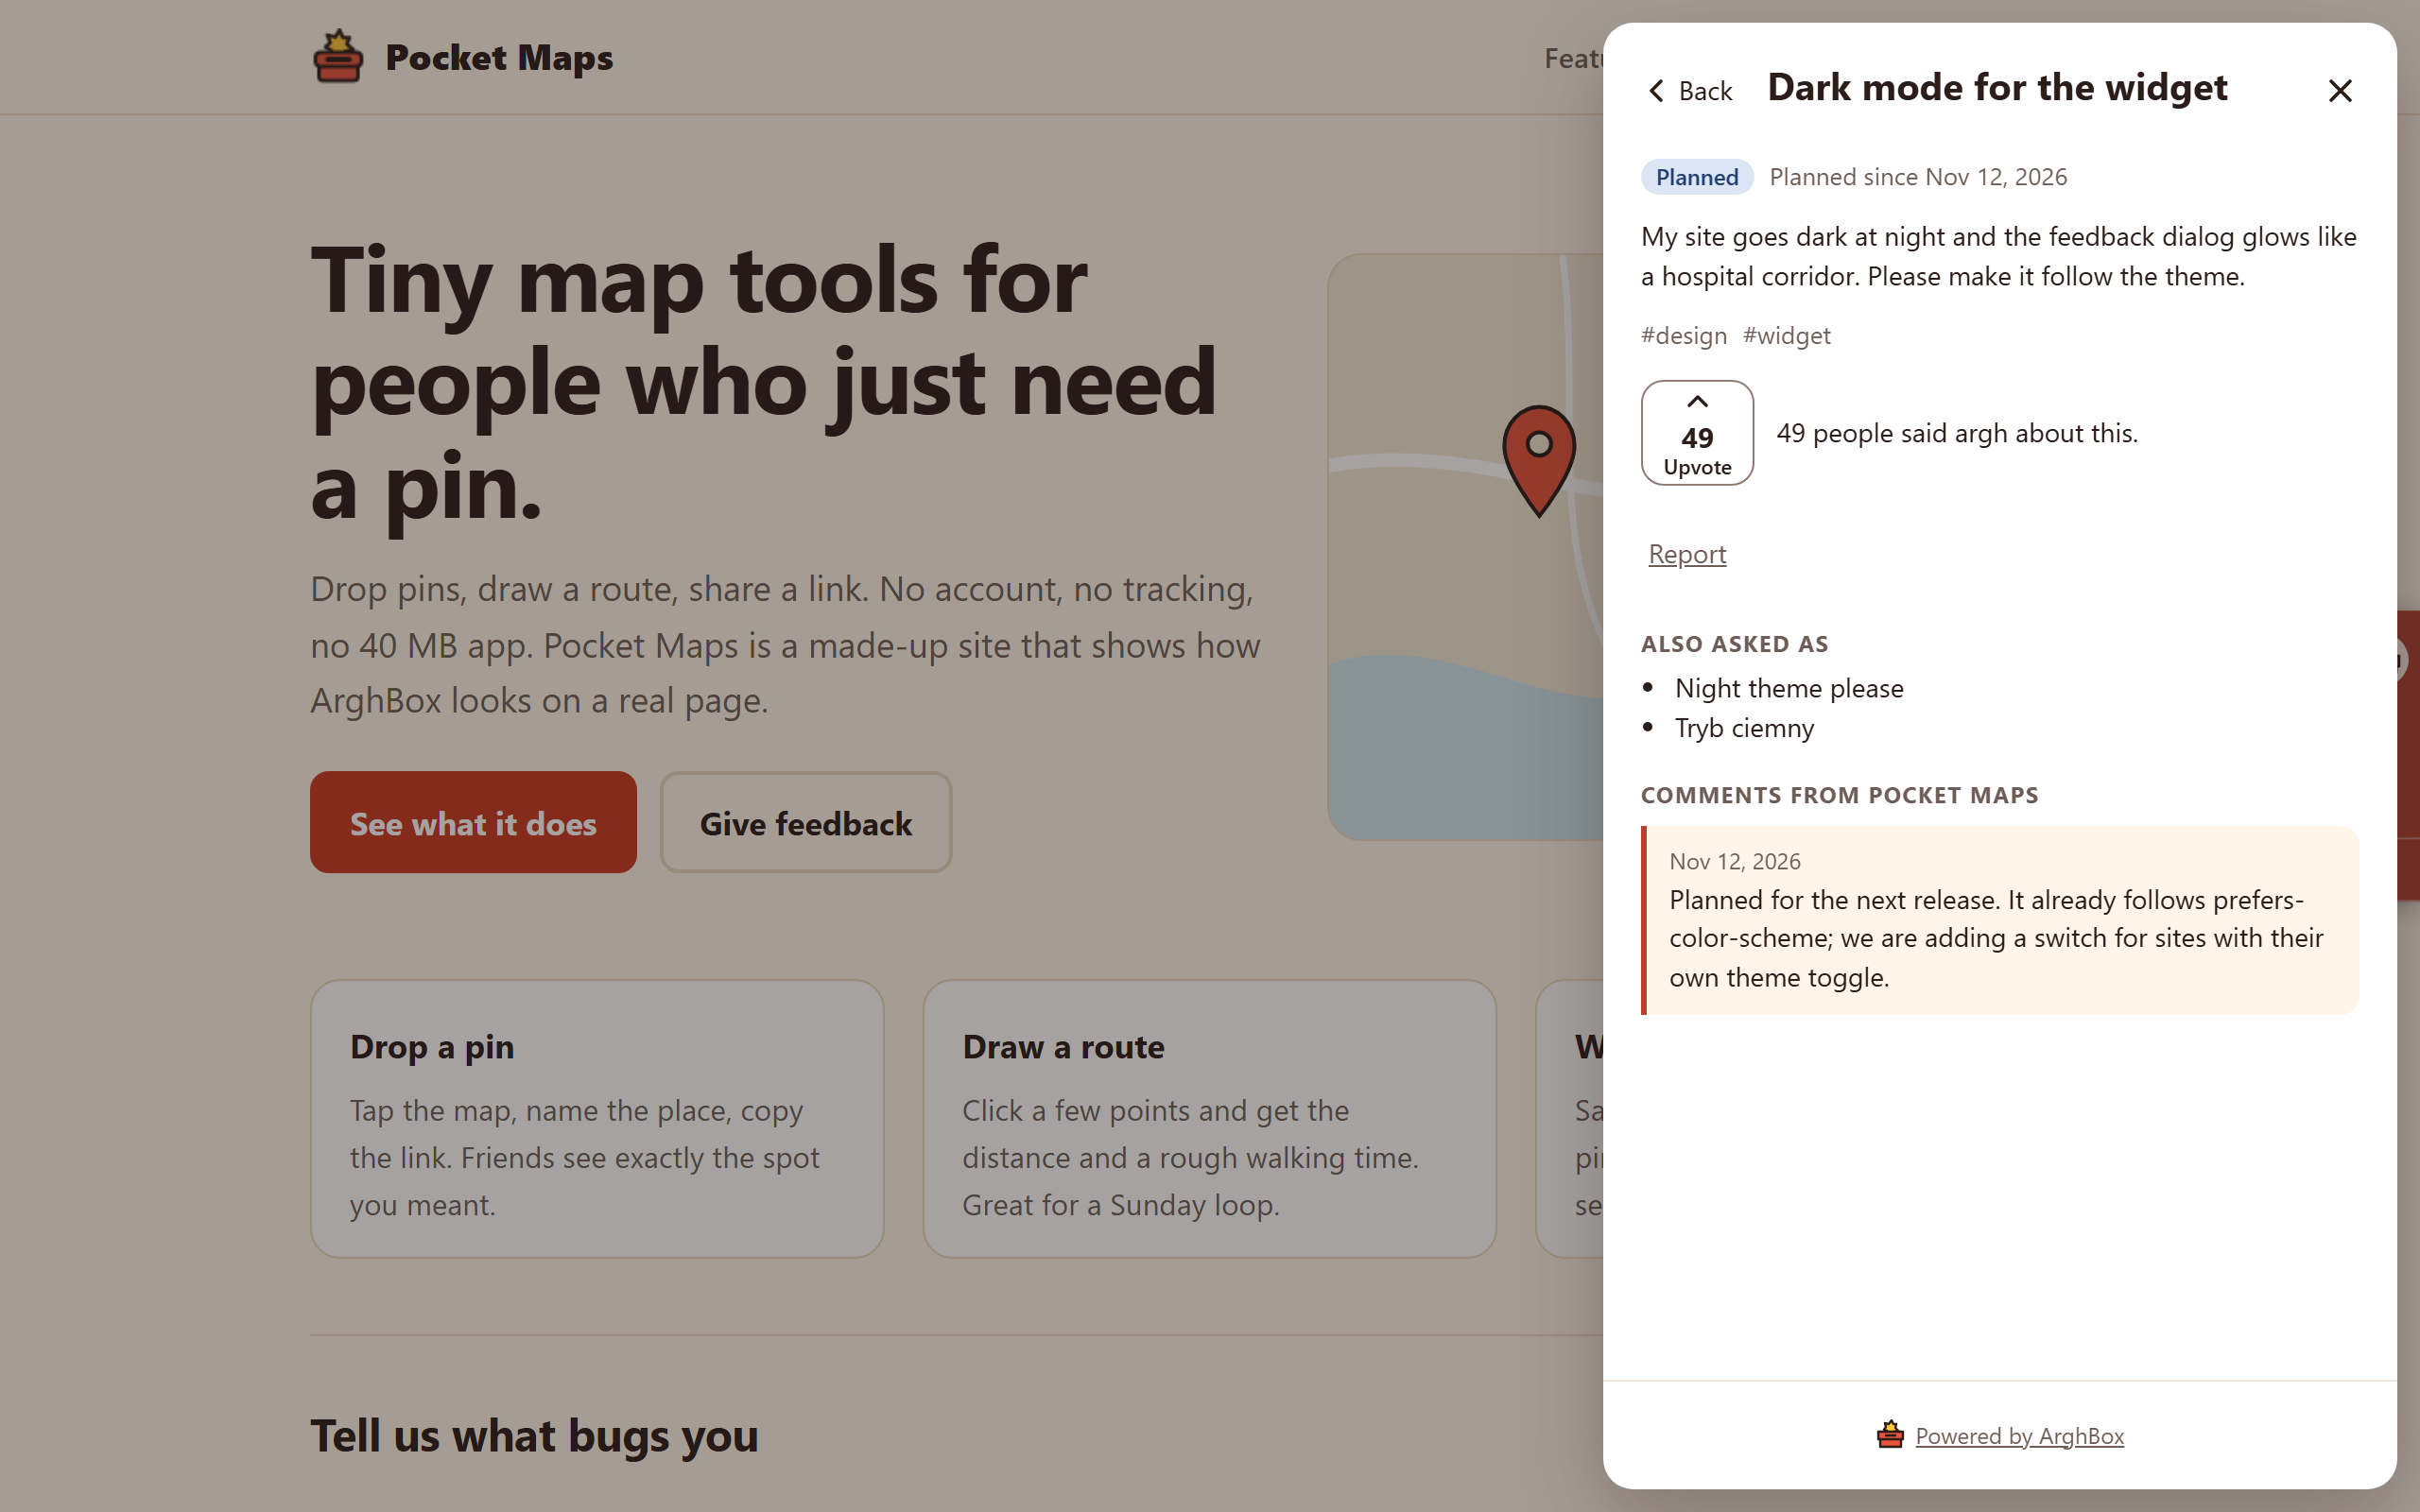 Pocket Maps
Tiny map tools for
people who just need
a pin.
Drop pins, draw a route, share a link. No account, no tracking,
no 40 MB app. Pocket Maps is a made-up site that shows how
ArghBox looks on a real page.
See what it does
Give feedback
Drop a pin
Tap the map, name the place, copy
the link. Friends see exactly the spot
you meant.
Draw a route
Click a few points and get the
distance and a rough walking time.
Great for a Sunday loop.
Tell us what bugs you
Back
Dark mode for the widget
Planned
Planned since Nov 12, 2026
My site goes dark at night and the feedback dialog glows like
a hospital corridor. Please make it follow the theme.
#design #widget
49
Upvote
49 people said argh about this.
Report
ALSO ASKED AS
Night theme please
Tryb ciemny
COMMENTS FROM POCKET MAPS
Nov 12, 2026
Planned for the next release. It already follows prefers-
color-scheme; we are adding a switch for sites with their
own theme toggle.
Powered by ArghBox